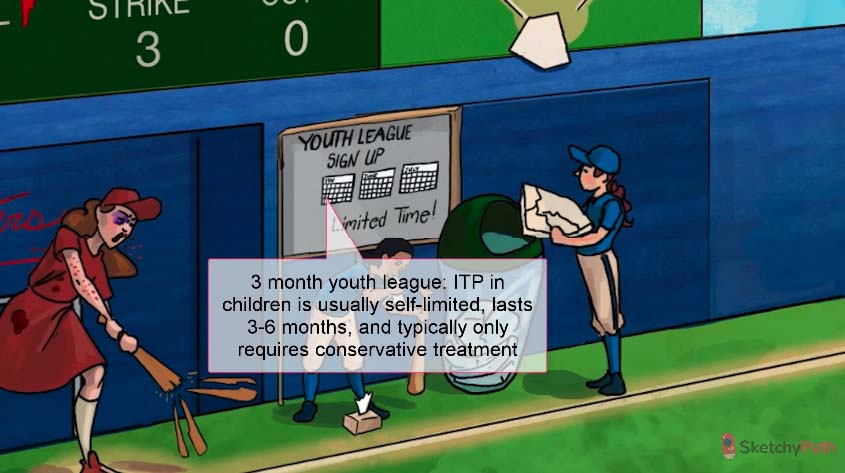 STRIKE
3
0
YOUTH LEAGUE
SIGN UP
Limited Time!
3 month youth league: ITP in
children is usually self-limited, lasts
3-6 months, and typically only
requires conservative treatment
SketchyPath